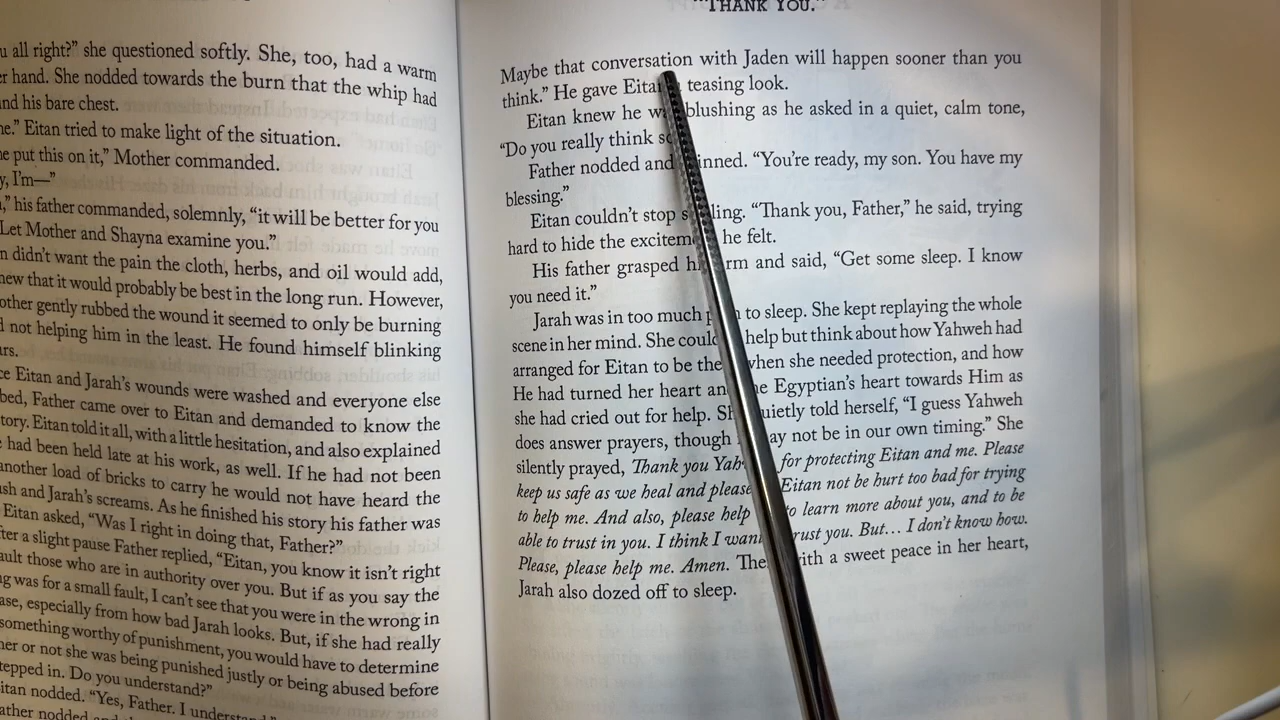 u all right?” she questioned softly. She, too, had a warm
er hand. She nodded towards the burn that the whip had
and his bare chest.
ne.” Eitan tried to make light of the situation.
ne put this on it,” Mother commanded.
y, I’m—”
,” his father commanded, solemnly, “it will be better for you
Let Mother and Shayna examine you.”
n didn’t want the pain the cloth, herbs, and oil would add,
new that it would probably be best in the long run. However,
other gently rubbed the wound it seemed to only be burning
d not helping him in the least. He found himself blinking
ars.
ce Eitan and Jarah’s wounds were washed and everyone else
bed, Father came over to Eitan and demanded to know the
tory. Eitan told it all, with a little hesitation, and also explained
had been held late at his work, as well. If he had not been
another load of bricks to carry he would not have heard the
ush and Jarah’s screams. As he finished his story his father was
Eitan asked, “Was I right in doing that, Father?”
ter a slight pause Father replied, “Eitan, you know it isn’t right
ault those who are in authority over you. But if as you say the
ng was for a small fault, I can’t see that you were in the wrong in
ase, especially from how bad Jarah looks. But, if she had really
something worthy of punishment, you would have to determine
her or not she was being punished justly or being abused before
tepped in. Do you understand?”
itan nodded. “Yes, Father. I understand.”
ather nodded and
“THANK YOU.”
Maybe that conversation with Jaden will happen sooner than you
think.” He gave Eitan teasing look.
Eitan knew he w blushing as he asked in a quiet, calm tone,
“Do you really think so
Father nodded and inned. “You’re ready, my son. You have my
blessing.”
Eitan couldn’t stop s ling. “Thank you, Father,” he said, trying
hard to hide the excitem he felt.
His father grasped h rm and said, “Get some sleep. I know
you need it.”
Jarah was in too much p n to sleep. She kept replaying the whole
scene in her mind. She could help but think about how Yahweh had
arranged for Eitan to be the when she needed protection, and how
He had turned her heart an he Egyptian’s heart towards Him as
she had cried out for help. Sh uietly told herself, “I guess Yahweh
does answer prayers, though ay not be in our own timing.” She
silently prayed, Thank you Yah for protecting Eitan and me. Please
keep us safe as we heal and please Eitan not be hurt too bad for trying
to help me. And also, please help to learn more about you, and to be
able to trust in you. I think I want rust you. But… I don’t know how.
Please, please help me. Amen. The ith a sweet peace in her heart,
Jarah also dozed off to sleep.